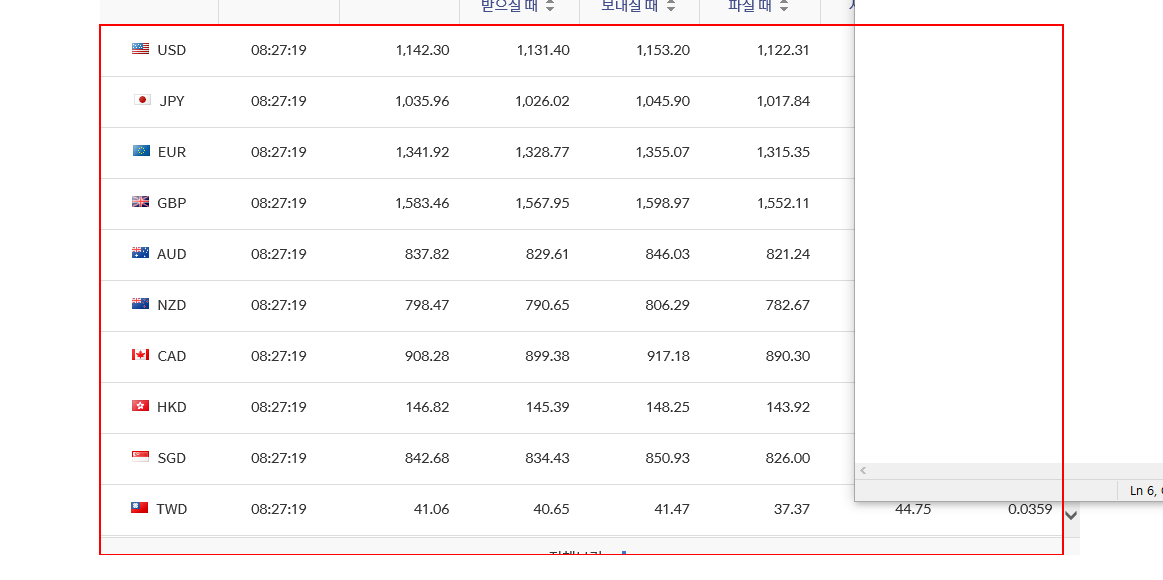 받으실 때 보내실 때 파실 때
USD 08:27:19 1,142.30 1,131.40 1,153.20 1,122.31
JPY 08:27:19 1,035.96 1,026.02 1,045.90 1,017.84
EUR 08:27:19 1,341.92 1,328.77 1,355.07 1,315.35
GBP 08:27:19 1,583.46 1,567.95 1,598.97 1,552.11
AUD 08:27:19 837.82 829.61 846.03 821.24
NZD 08:27:19 798.47 790.65 806.29 782.67
CAD 08:27:19 908.28 899.38 917.18 890.30
HKD 08:27:19 146.82 145.39 148.25 143.92
SGD 08:27:19 842.68 834.43 850.93 826.00
Ln 6,
TWD 08:27:19 41.06 40.65 41.47 37.37 44.75 0.0359